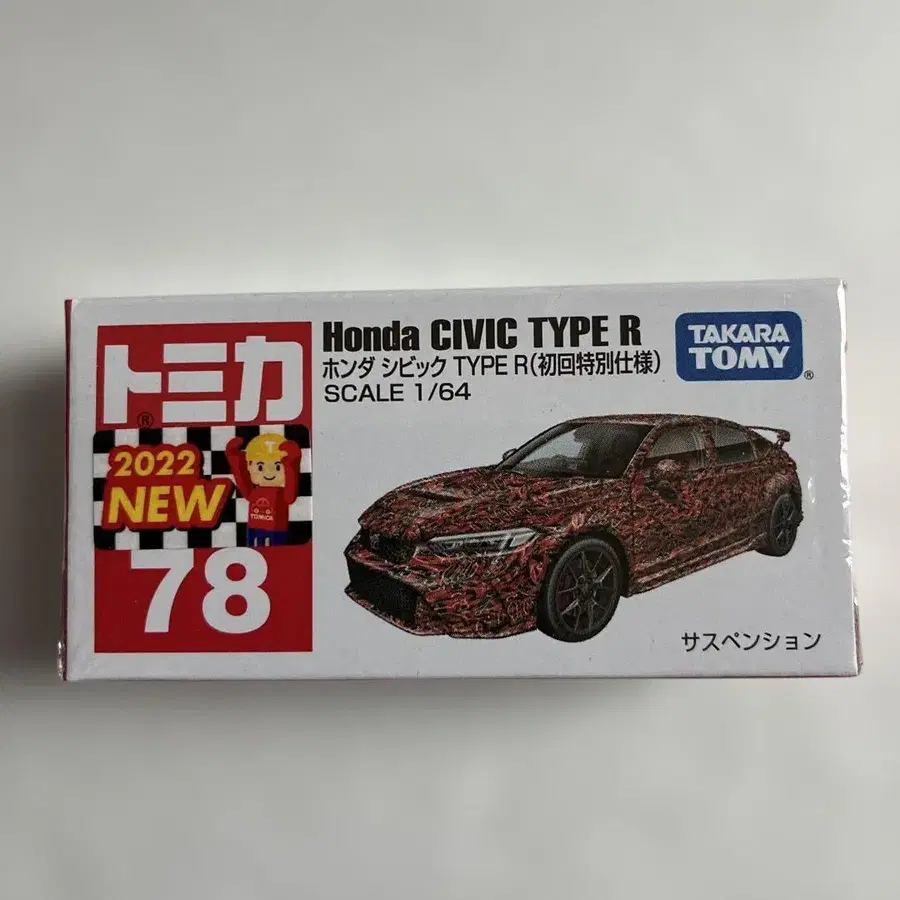 トミカ
®
2022
NEW
T
TOMICA
78
Honda CIVIC TYPE R
ホンダ シビック TYPE R(初回特別仕様)
SCALE 1/64
TAKARA
TOMY
®
サスペンション